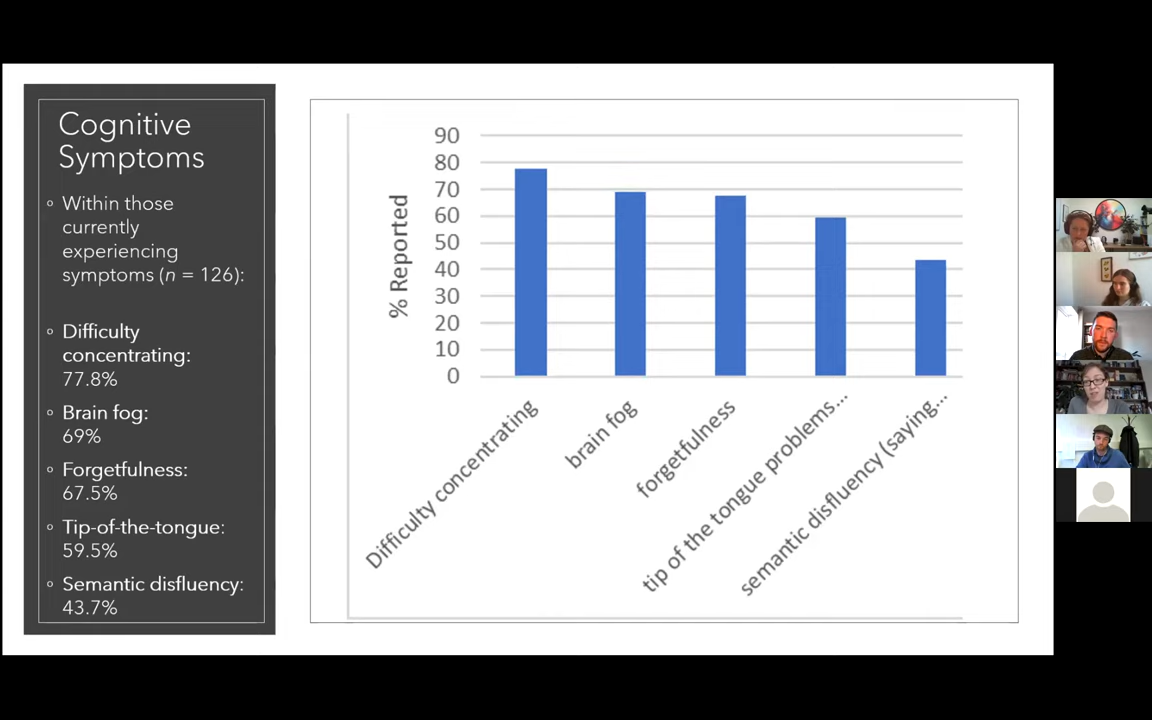 Cognitive
Symptoms
Within those
currently
experiencing
symptoms (n = 126):
Difficulty
concentrating:
77.8%
Brain fog:
69%
Forgetfulness:
67.5%
Tip-of-the-tongue:
59.5%
Semantic disfluency:
43.7%
% Reported
90
80
70
60
50
40
30
20
10
0
Difficulty concentrating
brain fog
forgetfulness
tip of the tongue problems...
semantic disfluency (saying...